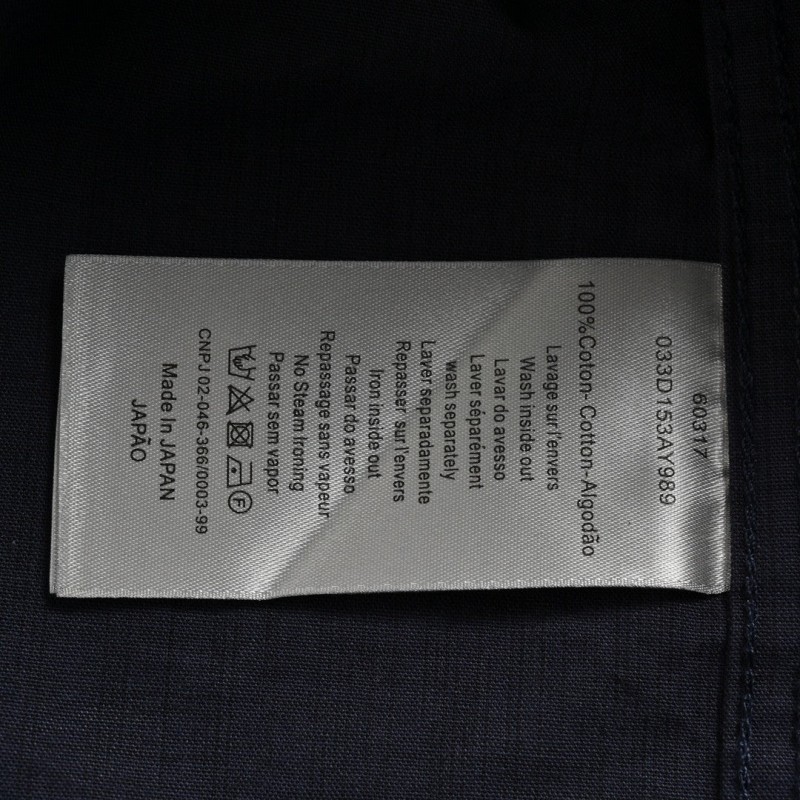 60317
033D153AY989
100%Coton- Cotton-Algodão
Lavage sur l'envers
Wash inside out
Lavar do avesso
Laver séparément
wash separately
Laver separadamente
Repasser sur l'envers
Iron inside out
Passar do avesso
Repassage sans vapeur
No Steam Ironing
Passar sem vapor
F
CNPJ 02-046-366/0003-99
Made In JAPAN
JAPÃO